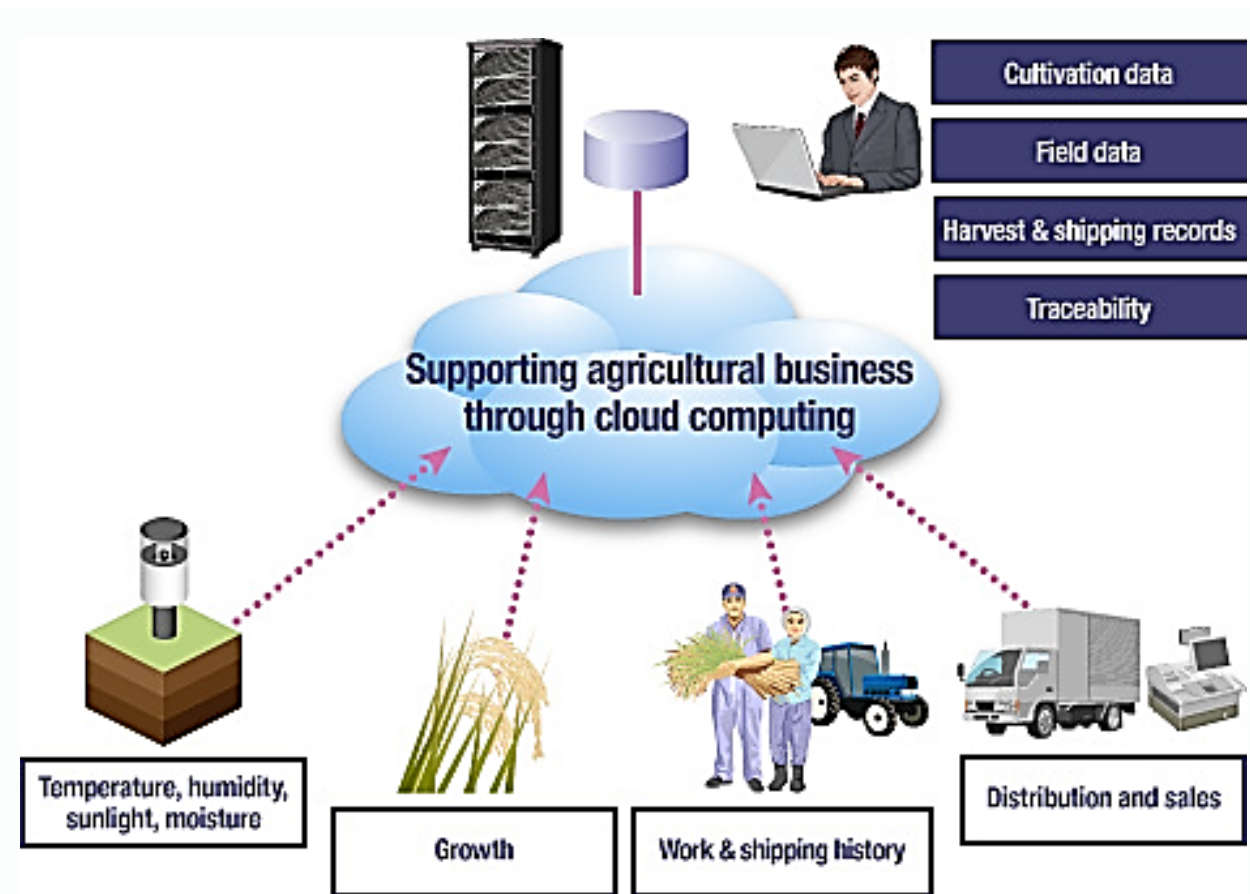 Cultivation data
Field data
Harvest & shipping records
Traceability
Supporting agricultural business
through cloud computing
Temperature, humidity,
sunlight, moisture
Growth
Work & shipping history
Distribution and sales